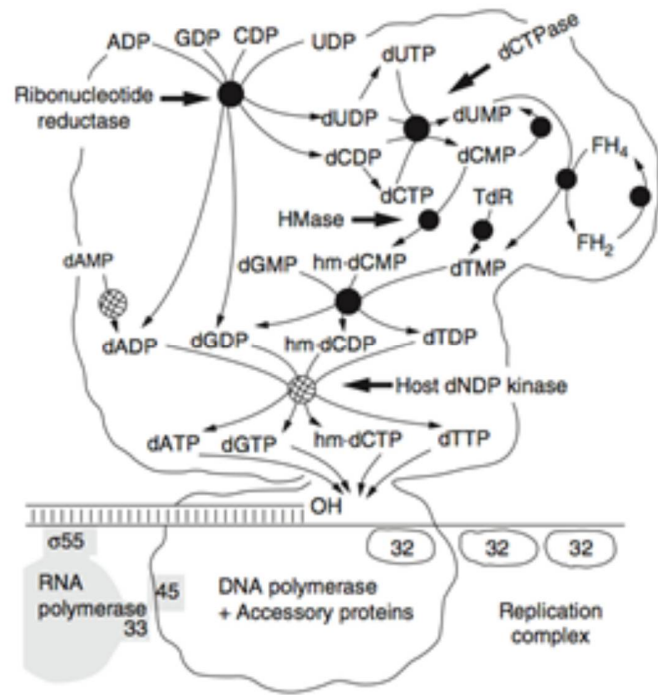 ADP GDP CDP UDP dUTP dCTPase
Ribonucleotide
reductase
dUDP dUMP
dCDP dCMP FH4
dCTP TdR
HMase
FH2
dAMP dGMP hm·dCMP dTMP
dADP dGDP hm·dCDP dTDP
Host dNDP kinase
dATP dGTP hm·dCTP dTTP
OH
σ55 32 32 32
RNA
polymerase
33
45
DNA polymerase
+ Accessory proteins
Replication
complex